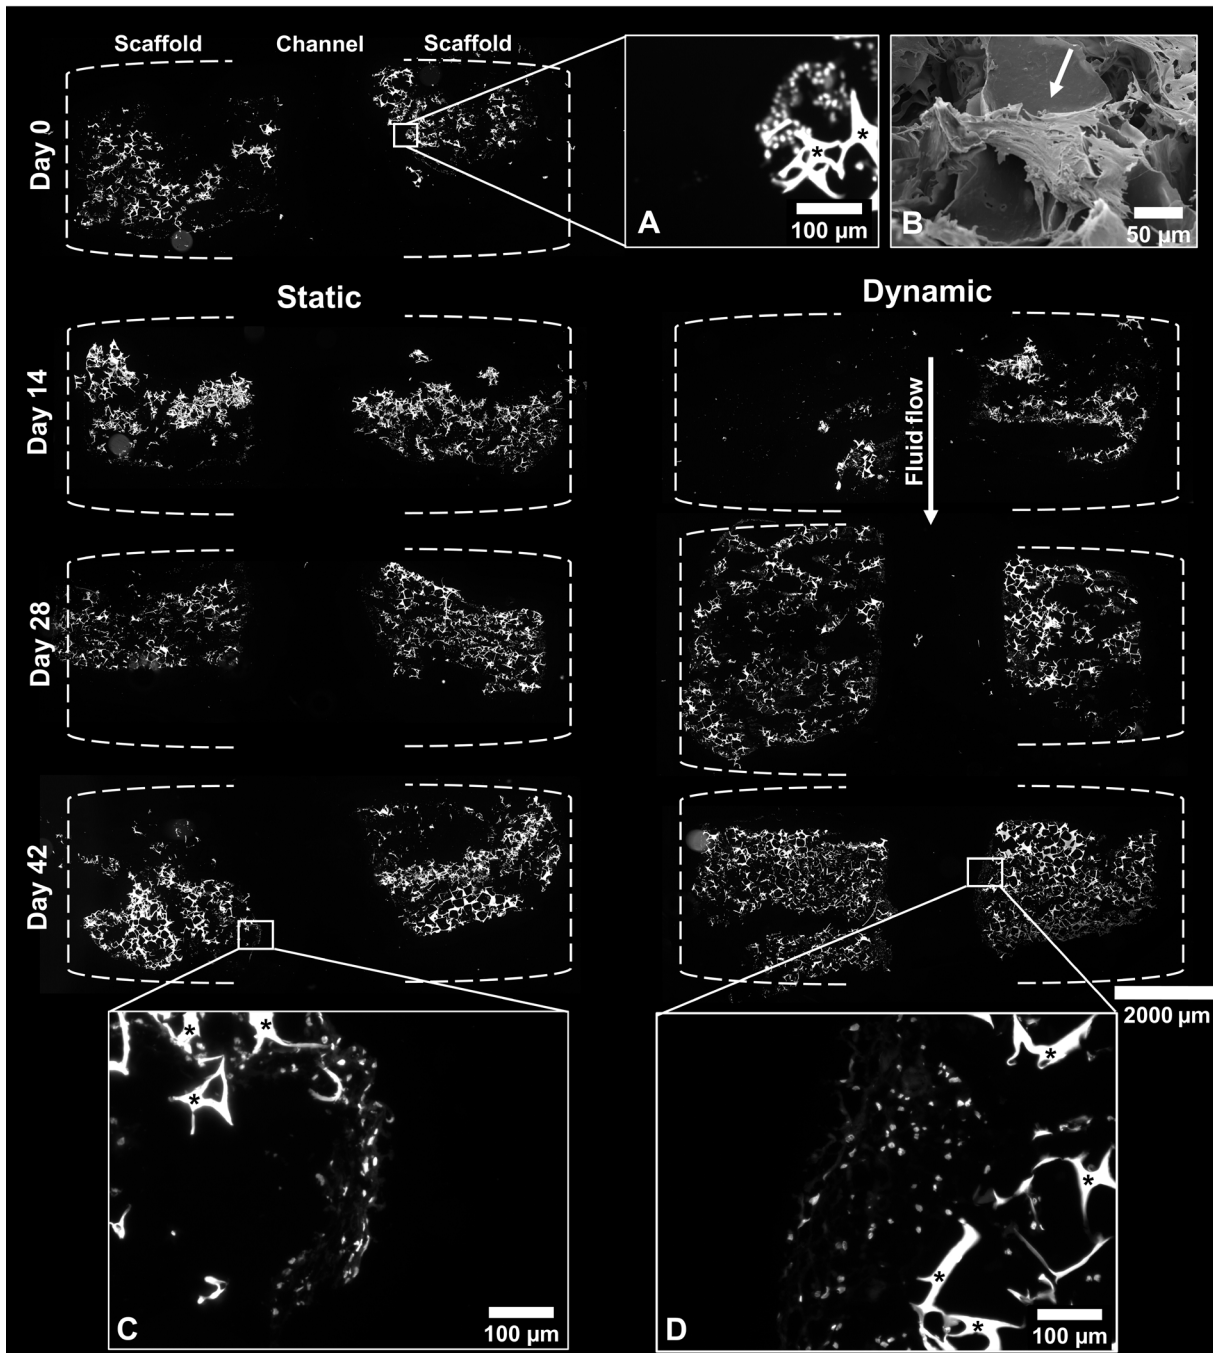 Scaffold Channel Scaffold
Day 0
*
*
A
100 µm
B
50 µm
Static
Dynamic
Day 14
Fluid flow
Day 28
Day 42
2000 µm
* *
*
C
100 µm
*
*
*
*
D
100 µm